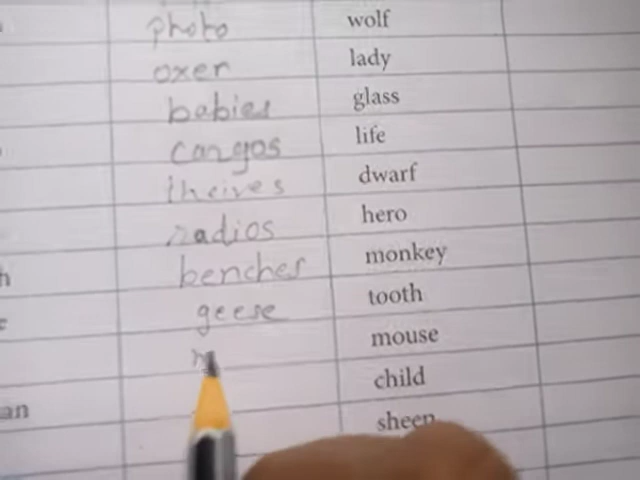 photo wolf
oxen lady
babies glass
cargos life
theives dwarf
radios hero
h benches monkey
e geese tooth
mouse
child
an sheep